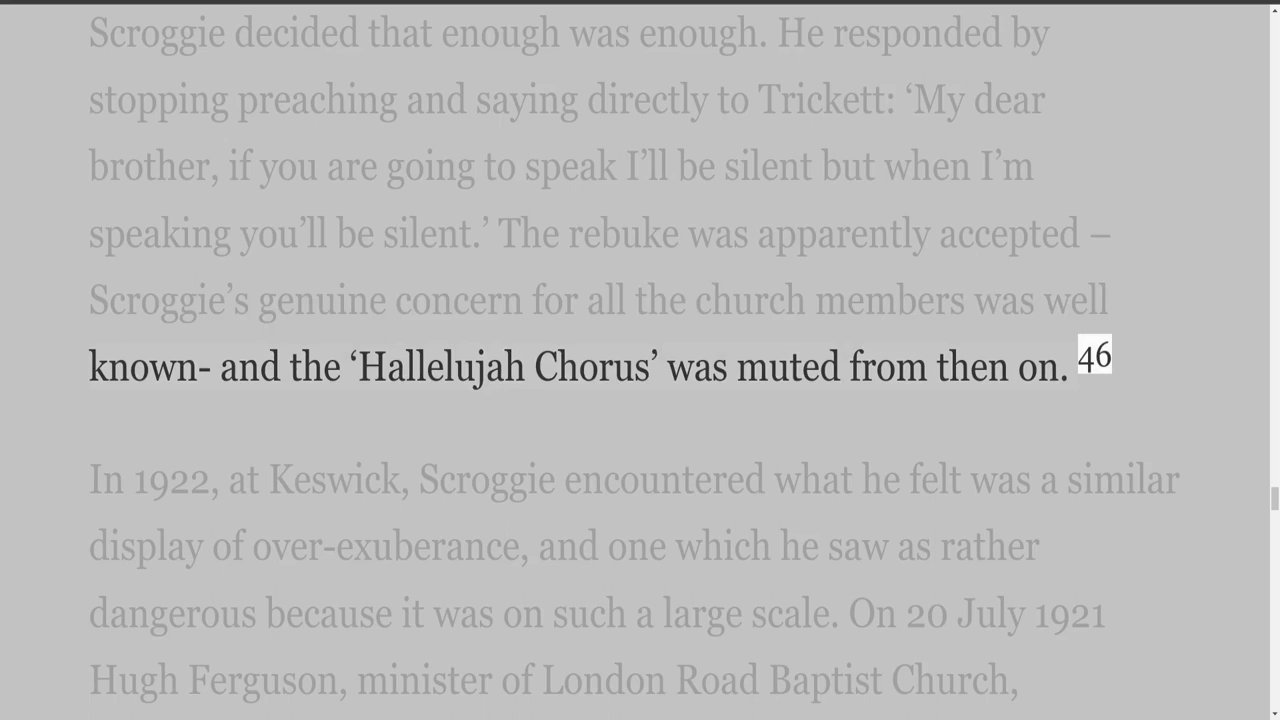 Scroggie decided that enough was enough. He responded by
stopping preaching and saying directly to Trickett: ‘My dear
brother, if you are going to speak I’ll be silent but when I’m
speaking you’ll be silent.’ The rebuke was apparently accepted –
Scroggie’s genuine concern for all the church members was well
known- and the ‘Hallelujah Chorus’ was muted from then on. 46
In 1922, at Keswick, Scroggie encountered what he felt was a similar
display of over-exuberance, and one which he saw as rather
dangerous because it was on such a large scale. On 20 July 1921
Hugh Ferguson, minister of London Road Baptist Church,